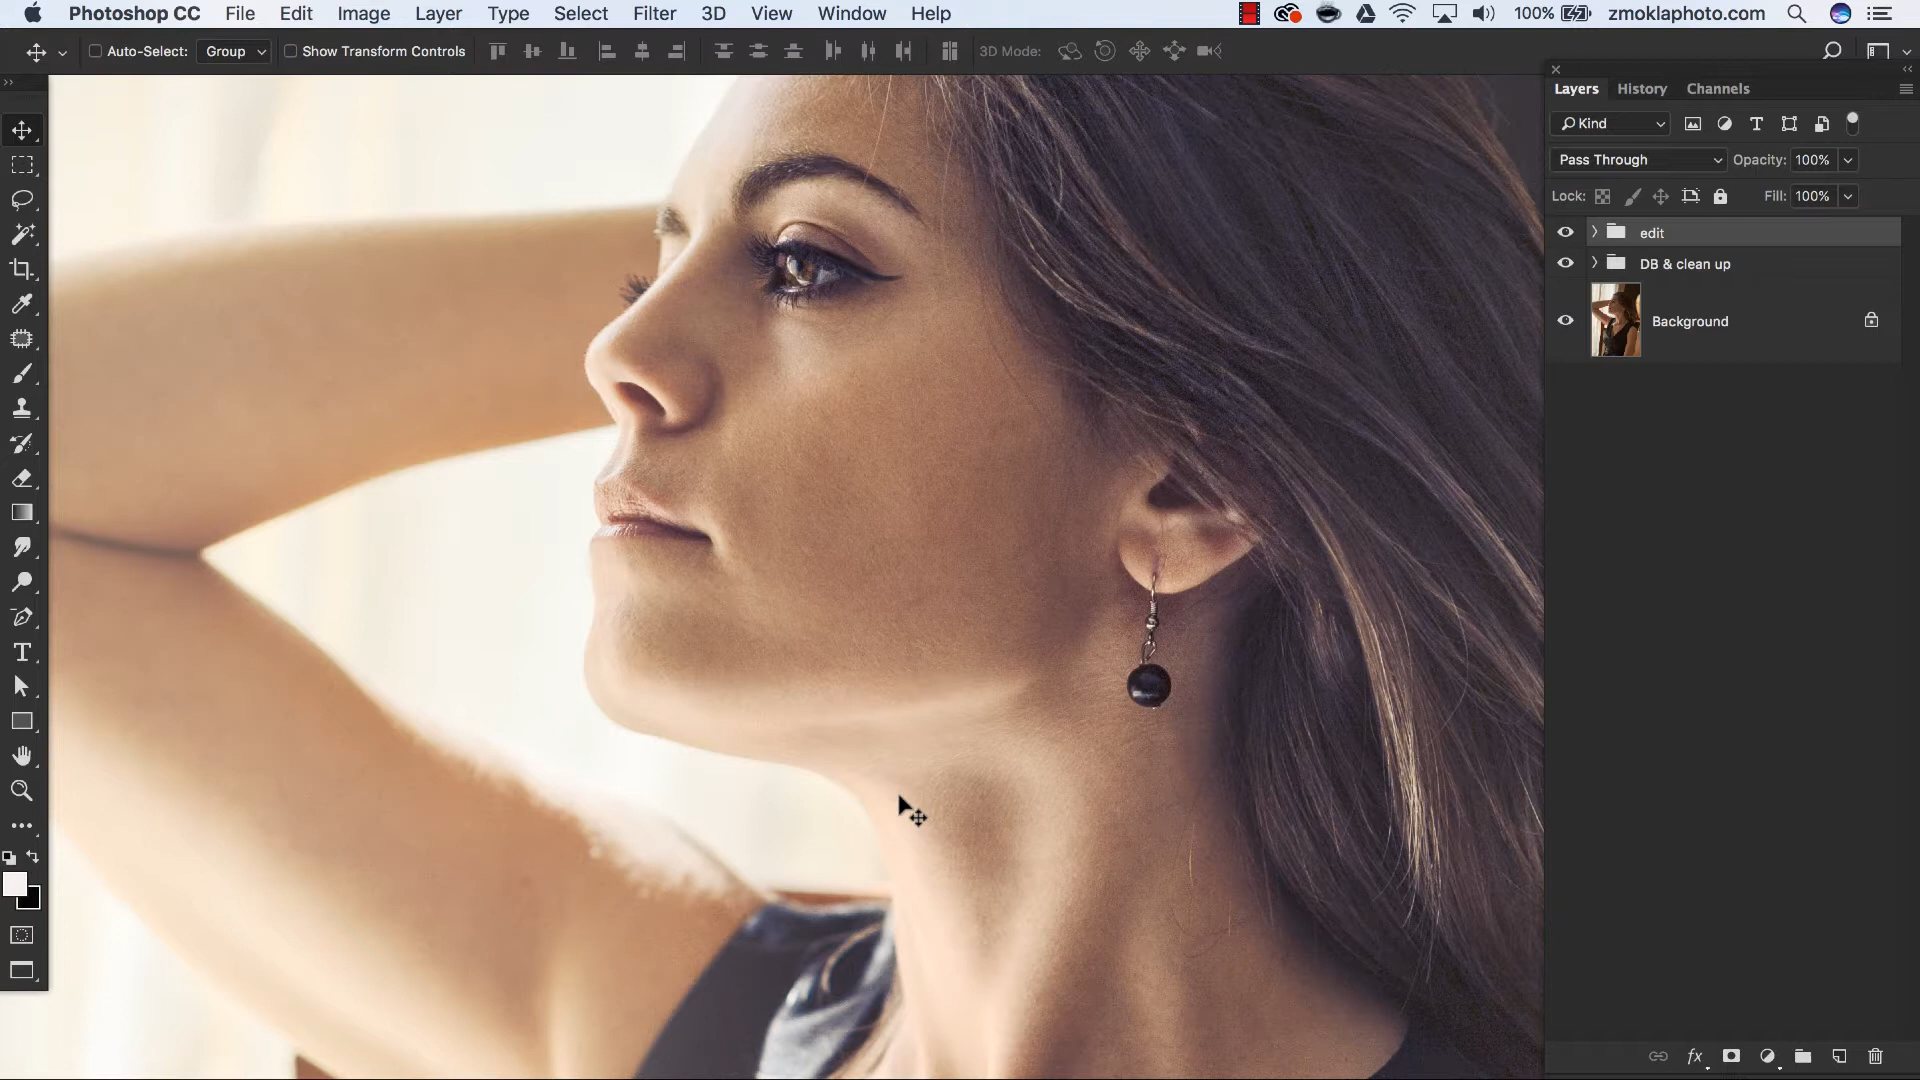 Photoshop CC File Edit Image Layer Type Select Filter 3D View Window Help 100% zmoklaphoto.com
Auto-Select: Group Show Transform Controls 3D Mode:
Layers History Channels
Kind
Pass Through Opacity: 100%
Lock: Fill: 100%
edit
DB & clean up
Background